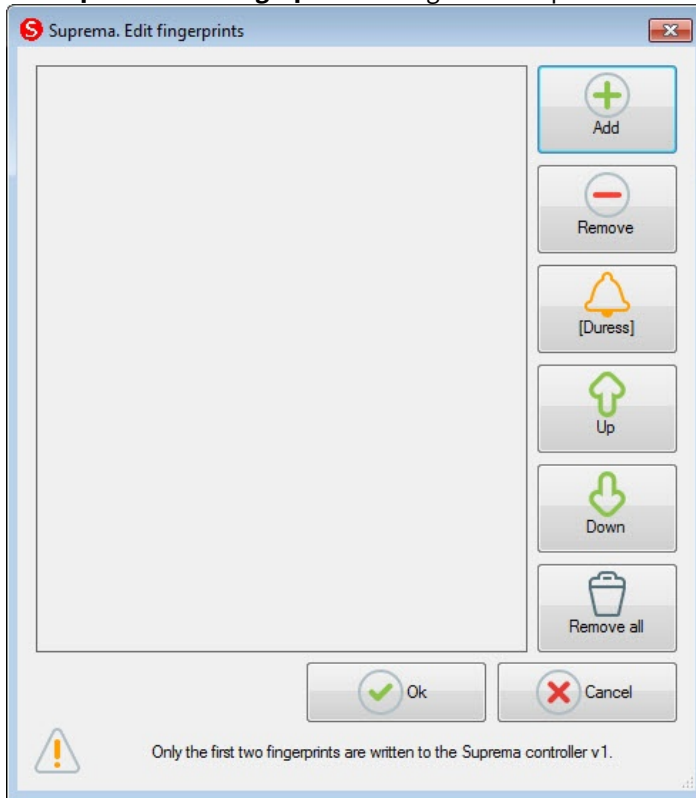 Suprema. Edit fingerprints
Add
Remove
[Duress]
Up
Down
Remove all
Ok
Cancel
Only the first two fingerprints are written to the Suprema controller v1.